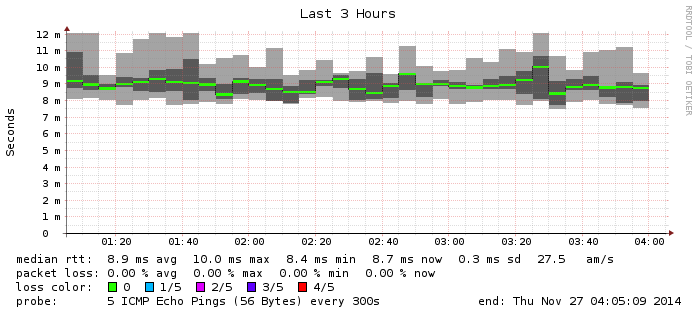 Last 3 Hours
RRDTOOL / TOBI OETIKER
Seconds
12 m
11 m
10 m
9 m
8 m
7 m
6 m
5 m
4 m
3 m
2 m
1 m
0
01:20 01:40 02:00 02:20 02:40 03:00 03:20 03:40 04:00
median rtt: 8.9 ms avg 10.0 ms max 8.4 ms min 8.7 ms now 0.3 ms sd 27.5 am/s
packet loss: 0.00 % avg 0.00 % max 0.00 % min 0.00 % now
loss color: 0 1/5 2/5 3/5 4/5
probe: 5 ICMP Echo Pings (56 Bytes) every 300s end: Thu Nov 27 04:05:09 2014